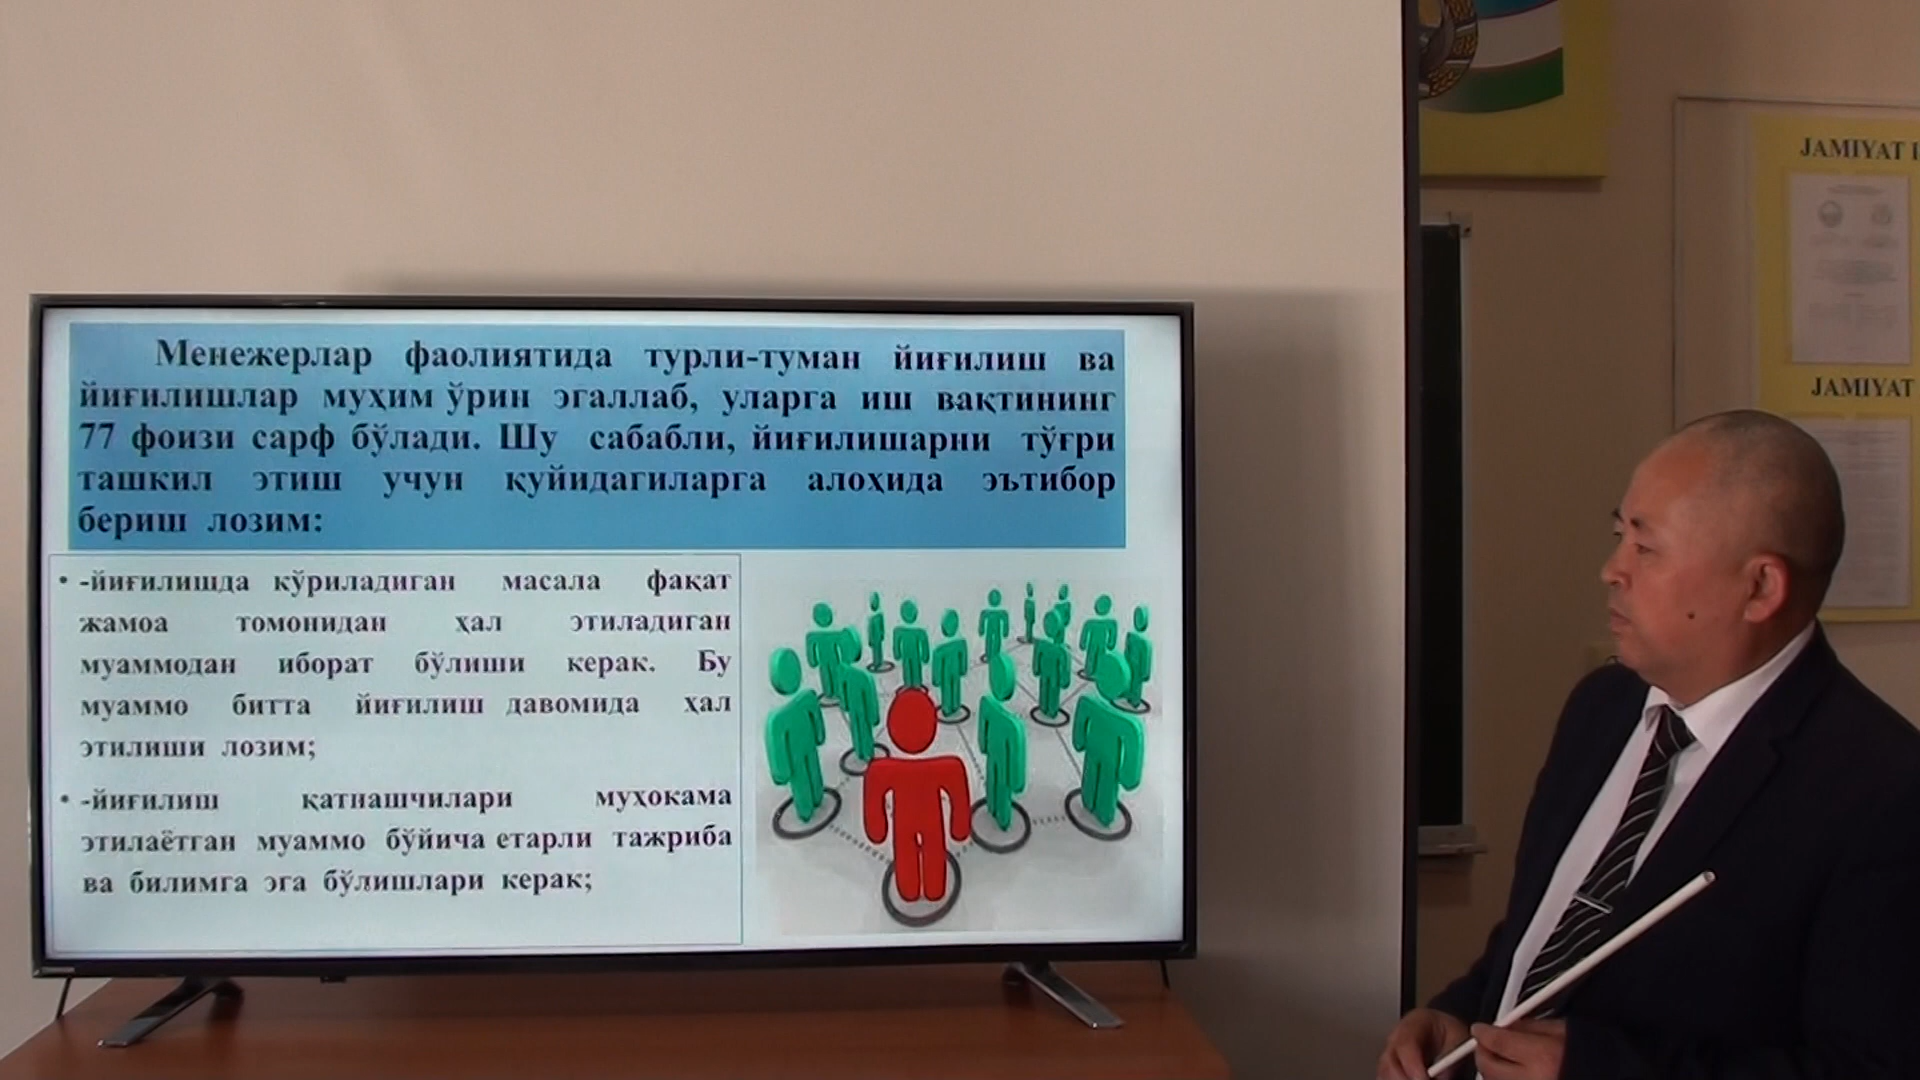 Менежерлар фаолиятида турли-туман йиғилиш ва
йиғилишлар муҳим ўрин эгаллаб, уларга иш вақтининг
77 фоизи сарф бўлади. Шу сабабли, йиғилишарни тўғри
ташкил этиш учун қуйидагиларга алоҳида эътибор
бериш лозим:
• -йиғилишда кўриладиган масала фақат
жамоа томонидан ҳал этиладиган
муаммодан иборат бўлиши керак. Бу
муаммо битта йиғилиш давомида ҳал
этилиши лозим;
• -йиғилиш қатнашчилари муҳокама
этилаётган муаммо бўйича етарли тажриба
ва билимга эга бўлишлари керак;
JAMIYAT
JAMIYAT